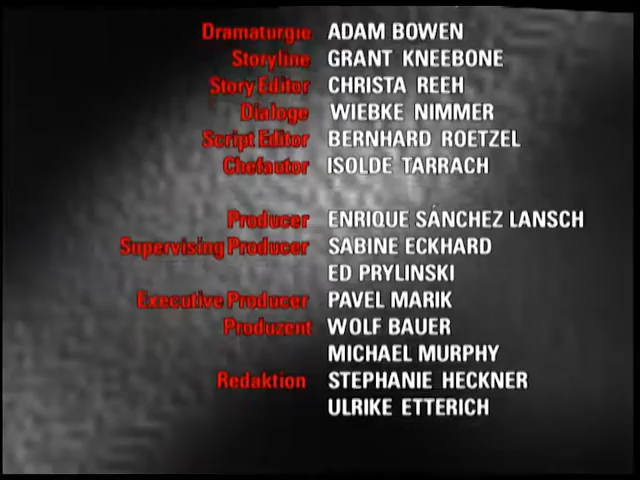 Dramaturgie ADAM BOWEN
Storyline GRANT KNEEBONE
Story Editor CHRISTA REEH
Dialoge WIEBKE NIMMER
Script Editor BERNHARD ROETZEL
Chefautor ISOLDE TARRACH
Producer ENRIQUE SÁNCHEZ LANSCH
Supervising Producer SABINE ECKHARD
ED PRYLINSKI
Executive Producer PAVEL MARIK
Produzent WOLF BAUER
MICHAEL MURPHY
Redaktion STEPHANIE HECKNER
ULRIKE ETTERICH